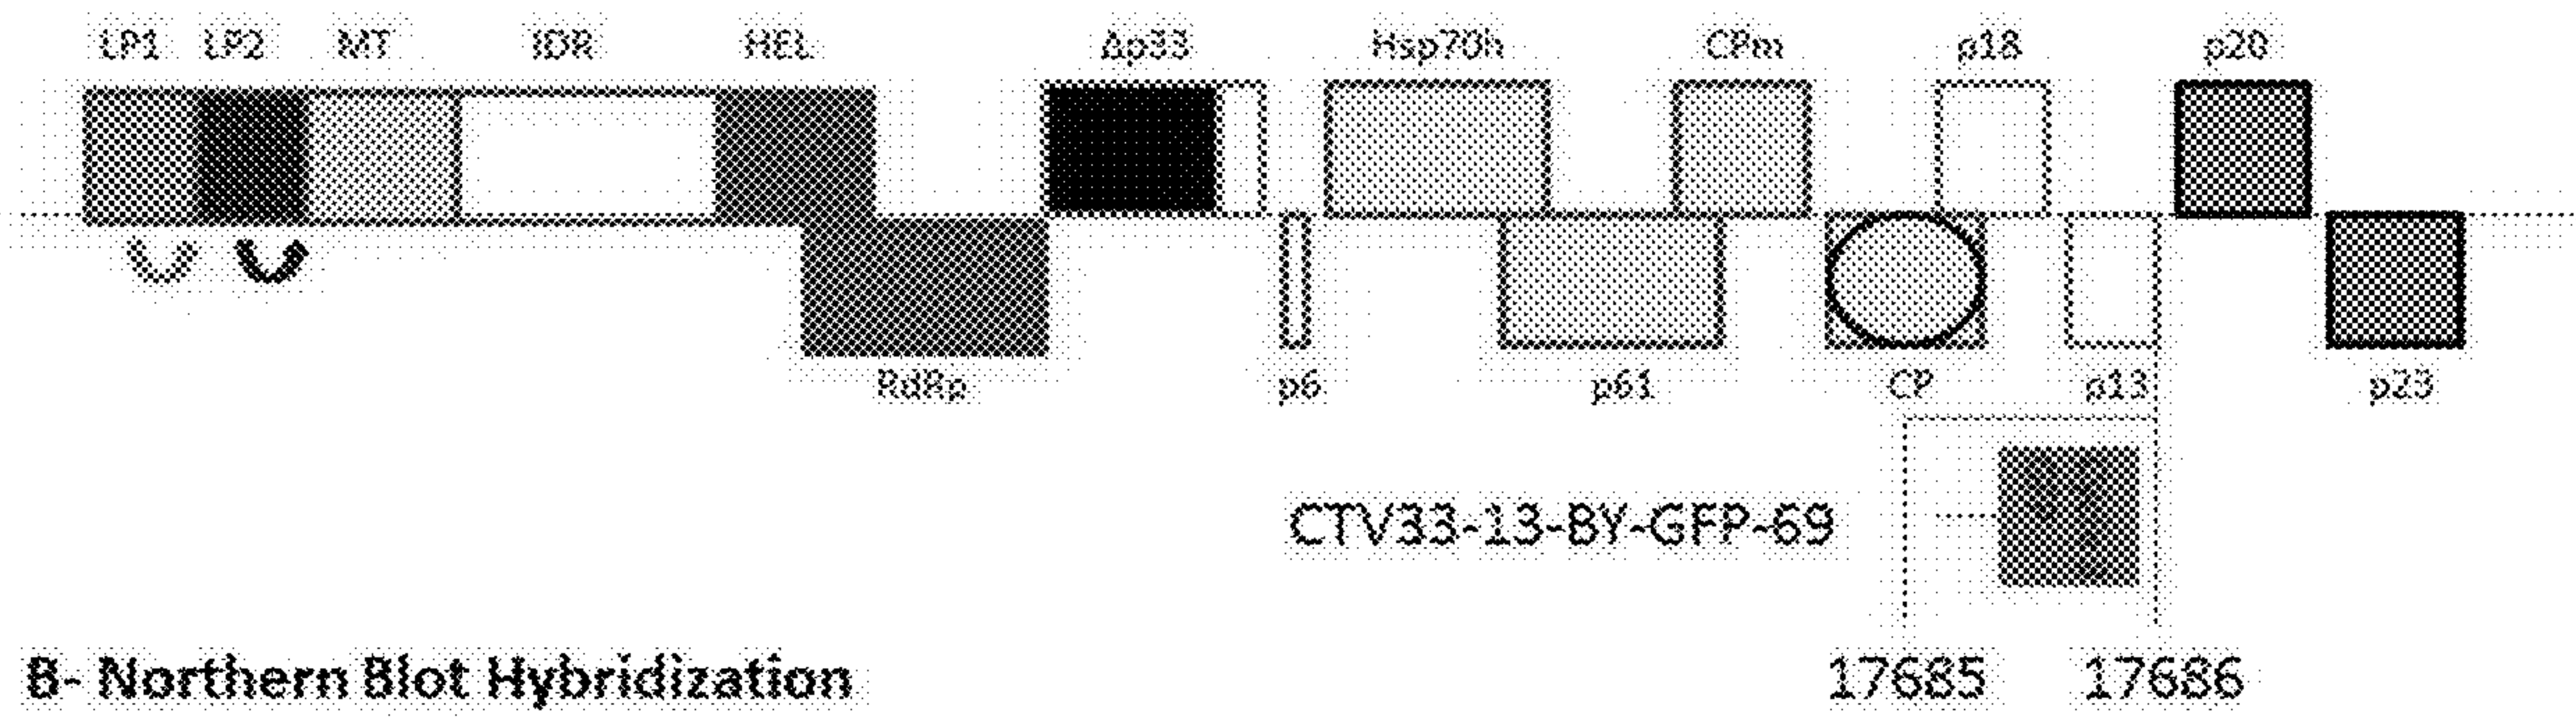 LP1 LP2 MT IDR HEL Δp33 Hsp70h CPm p18 p20
RdRp p6 p61 CP p13 p23
CTV33-13-BY-GFP-69
B- Northern Blot Hybridization 17685 17686